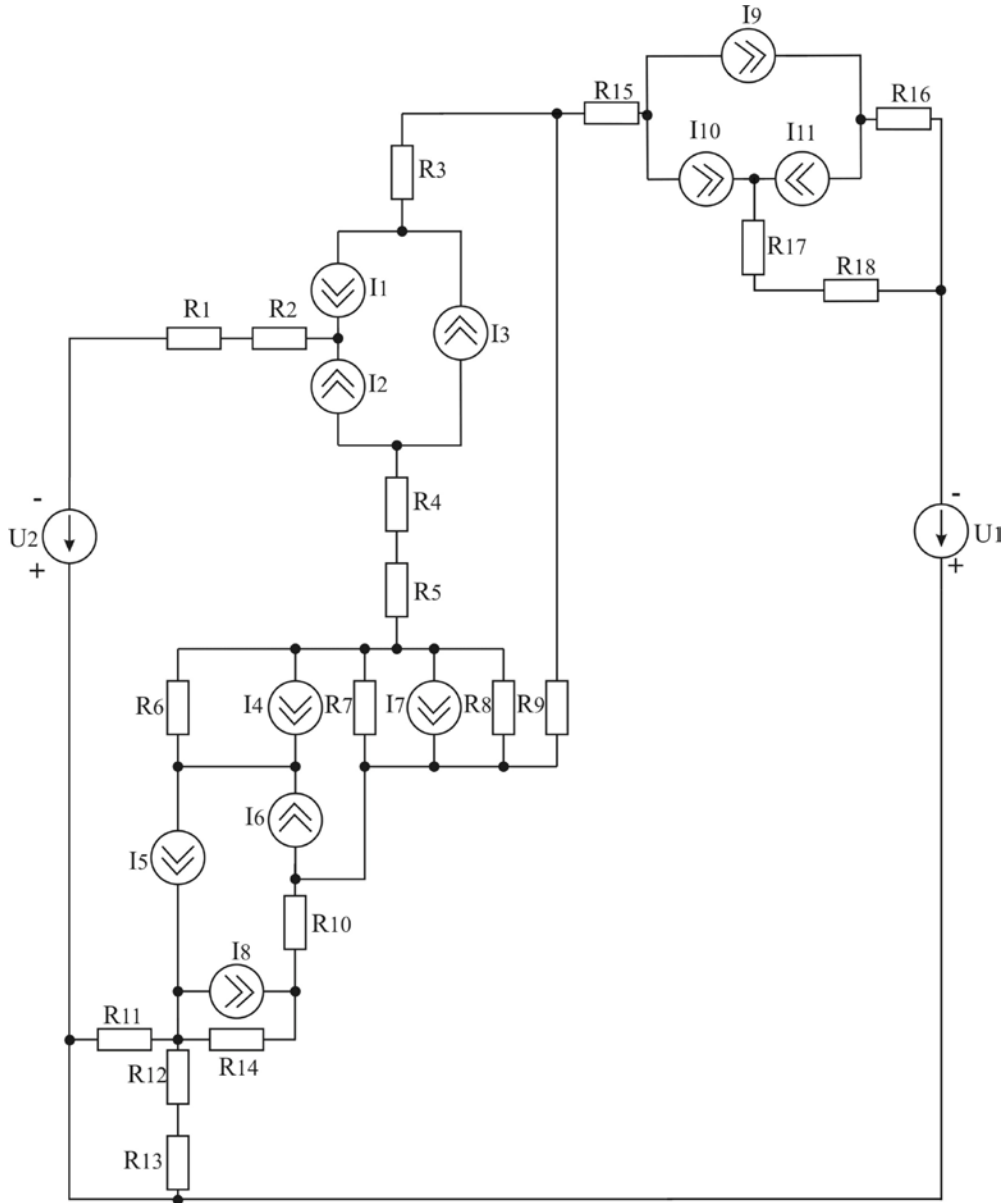 I9
R15
R16
I10
I11
R3
R17
R18
I1
R1
R2
I3
I2
R4
-
-
U2
U1
+
+
R5
R6
I4
R7
I7
R8
R9
I6
I5
R10
I8
R11
R12
R14
R13